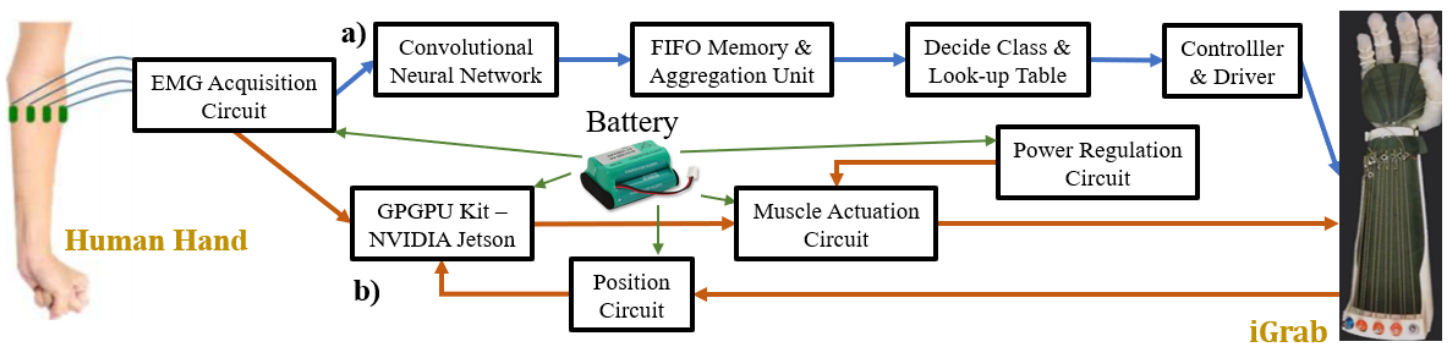 a)
EMG Acquisition
Circuit
Convolutional
Neural Network
FIFO Memory &
Aggregation Unit
Decide Class &
Look-up Table
Controlller
& Driver
Battery
Power Regulation
Circuit
Human Hand
GPGPU Kit –
NVIDIA Jetson
Muscle Actuation
Circuit
b)
Position
Circuit
iGrab